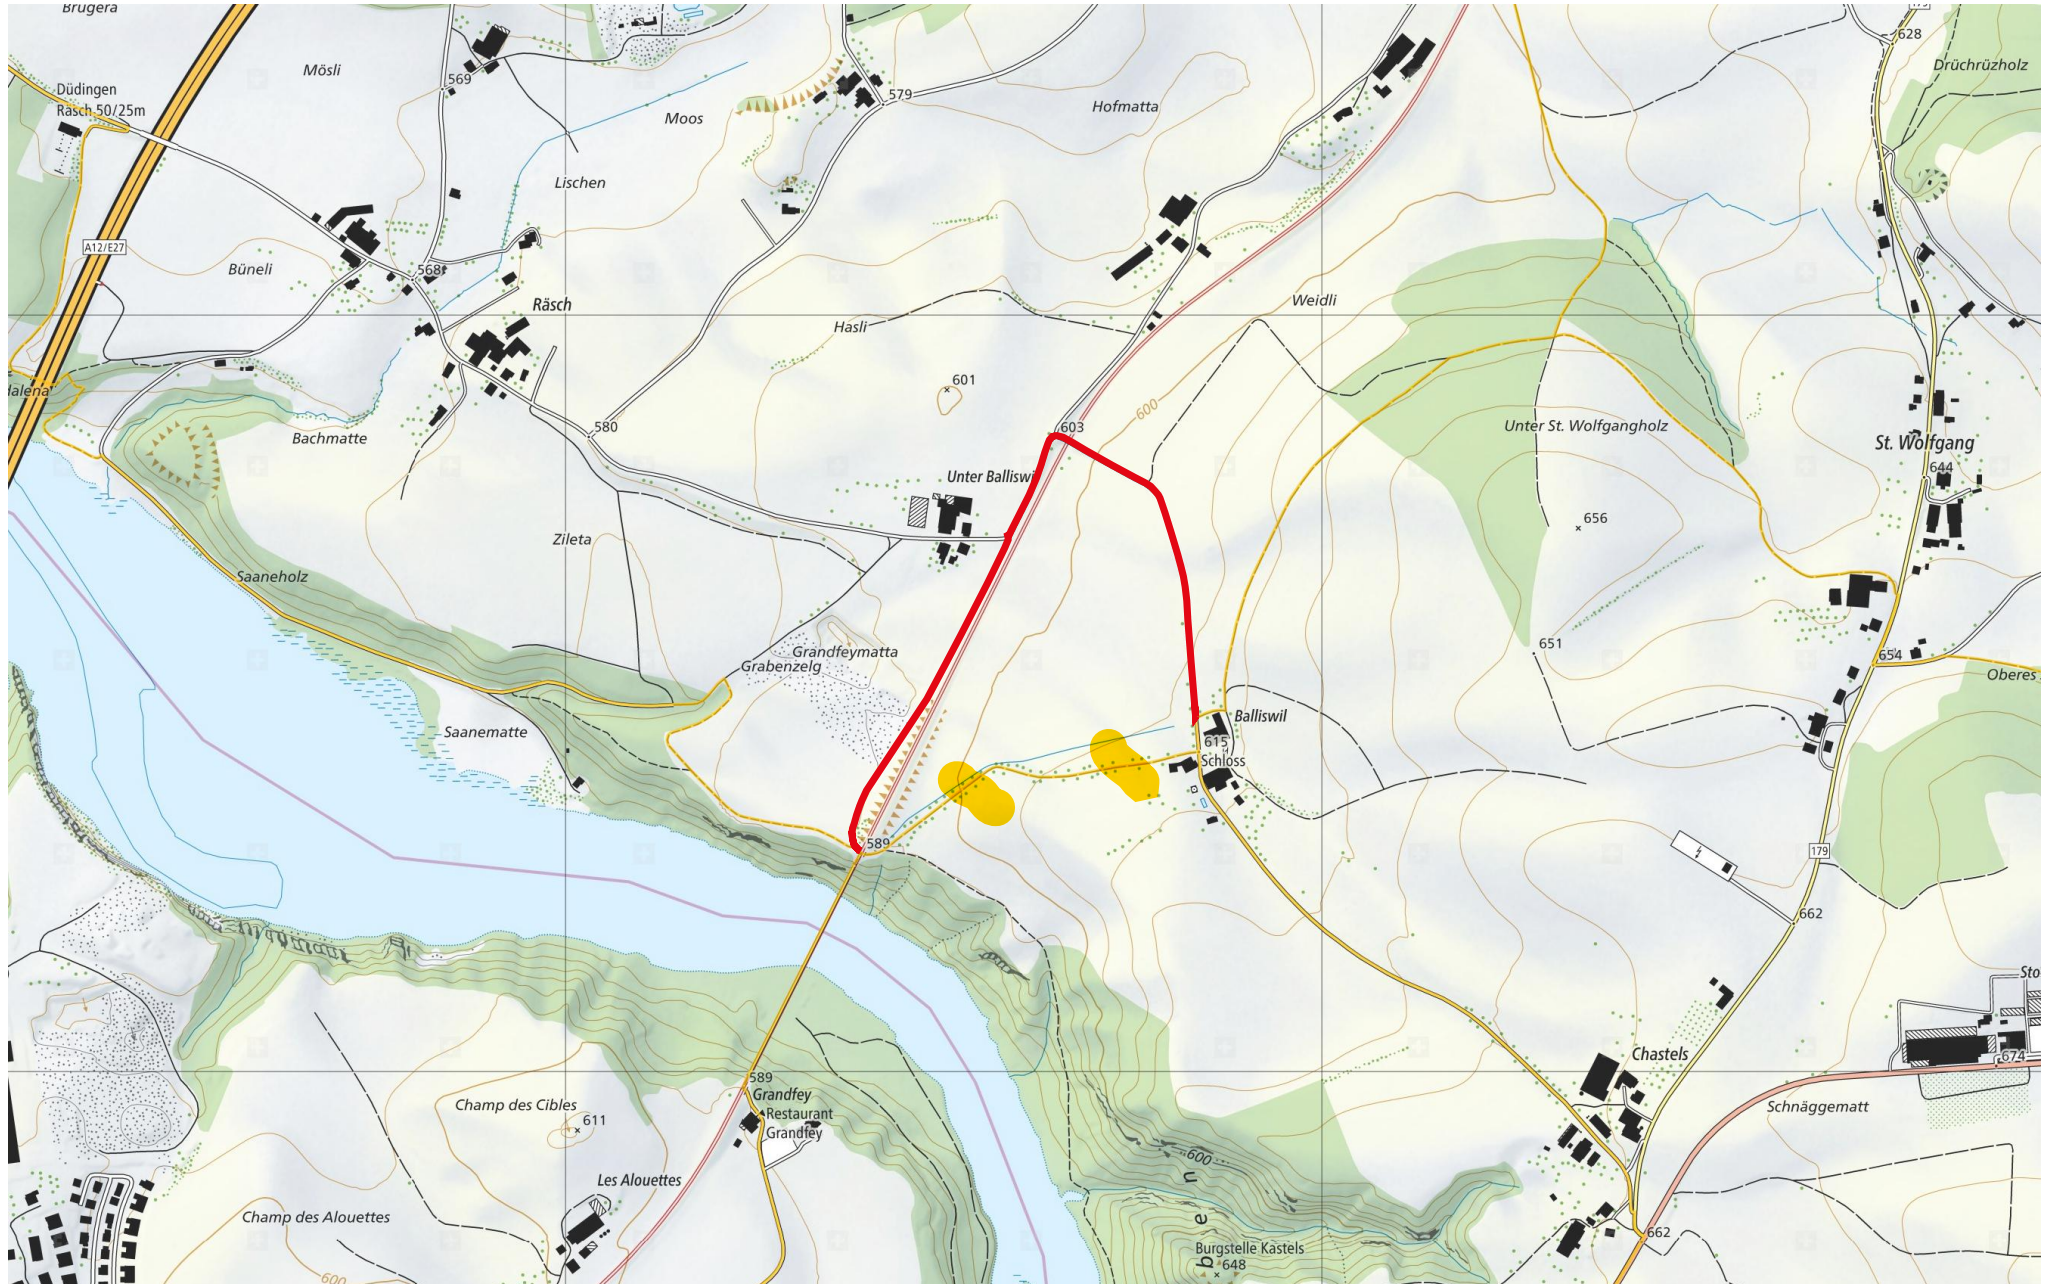 Brugera
Mösli
569
628
Düdingen
Räsch 50/25m
579
Hofmatta
Drüchrüzholz
Moos
Lischen
A12/E27
Büneli
568
Räsch
Weidli
Hasli
601
600
603
580
Bachmatte
Unter St. Wolfgangholz
St. Wolfgang
644
Unter Balliswil
656
Zileta
Saaneholz
651
654
Grandfeymatta
Grabenzelg
Oberes
Balliswil
Saanematte
615
Schloss
589
179
662
Sto
Chastels
674
589
Grandfey
Champ des Cibles
Restaurant
611
Grandfey
Schnäggematt
600
Les Alouettes
Champ des Alouettes
b e n
662
Burgstelle Kastels
648
600